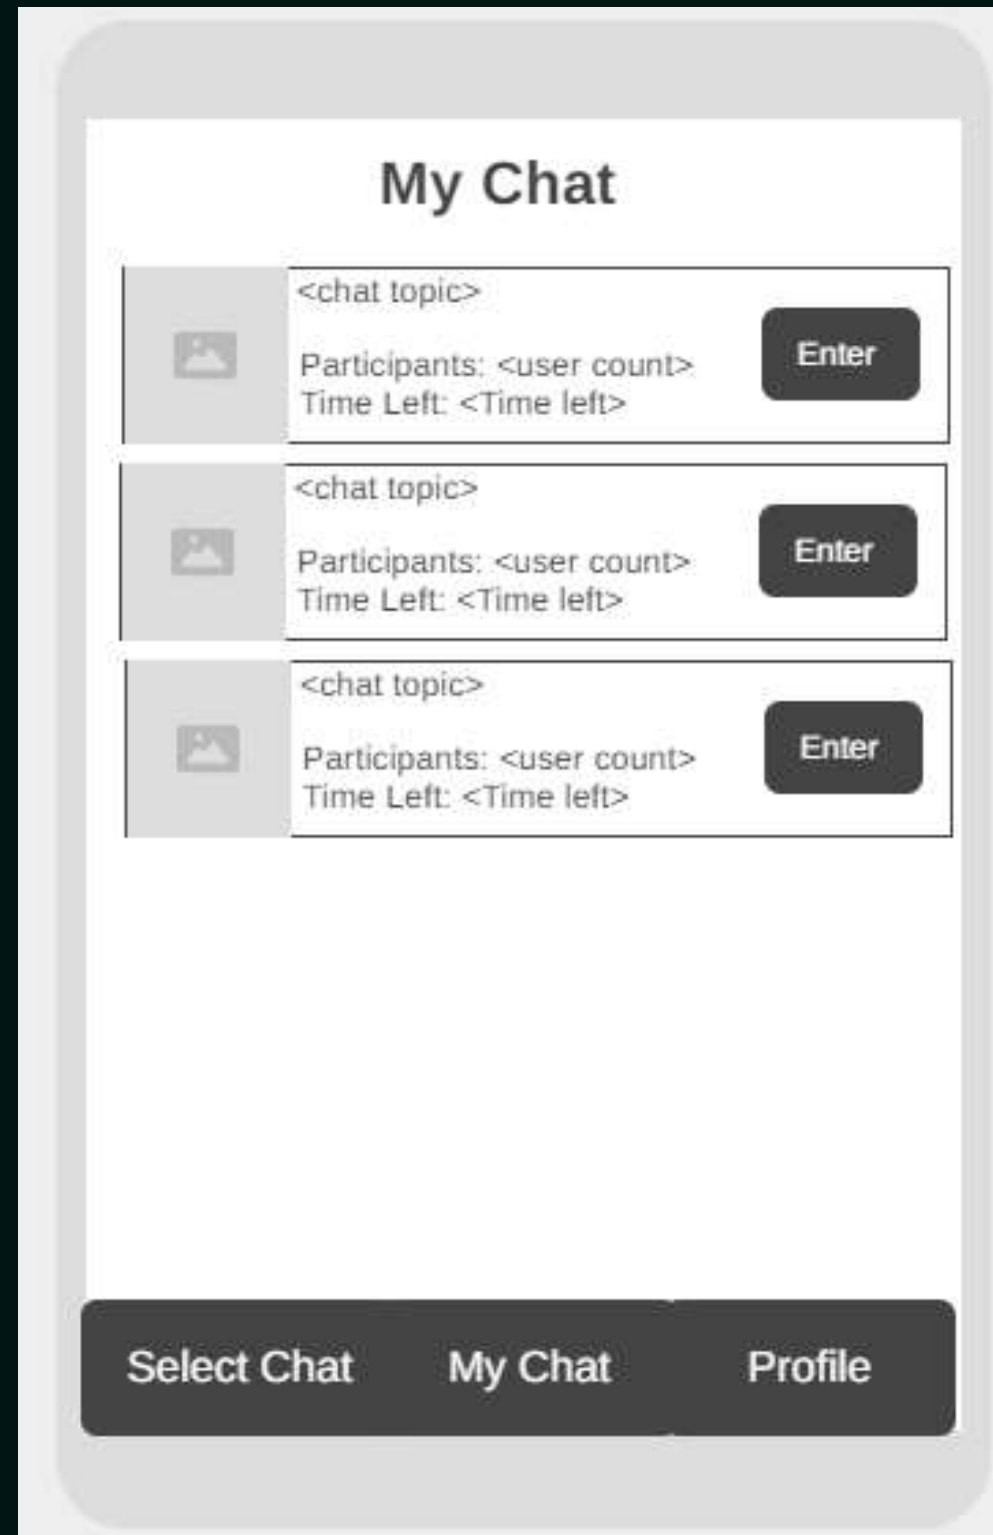 My Chat
<chat topic>
Participants: <user count>
Time Left: <Time left>
Enter
<chat topic>
Participants: <user count>
Time Left: <Time left>
Enter
<chat topic>
Participants: <user count>
Time Left: <Time left>
Enter
Select Chat
My Chat
Profile